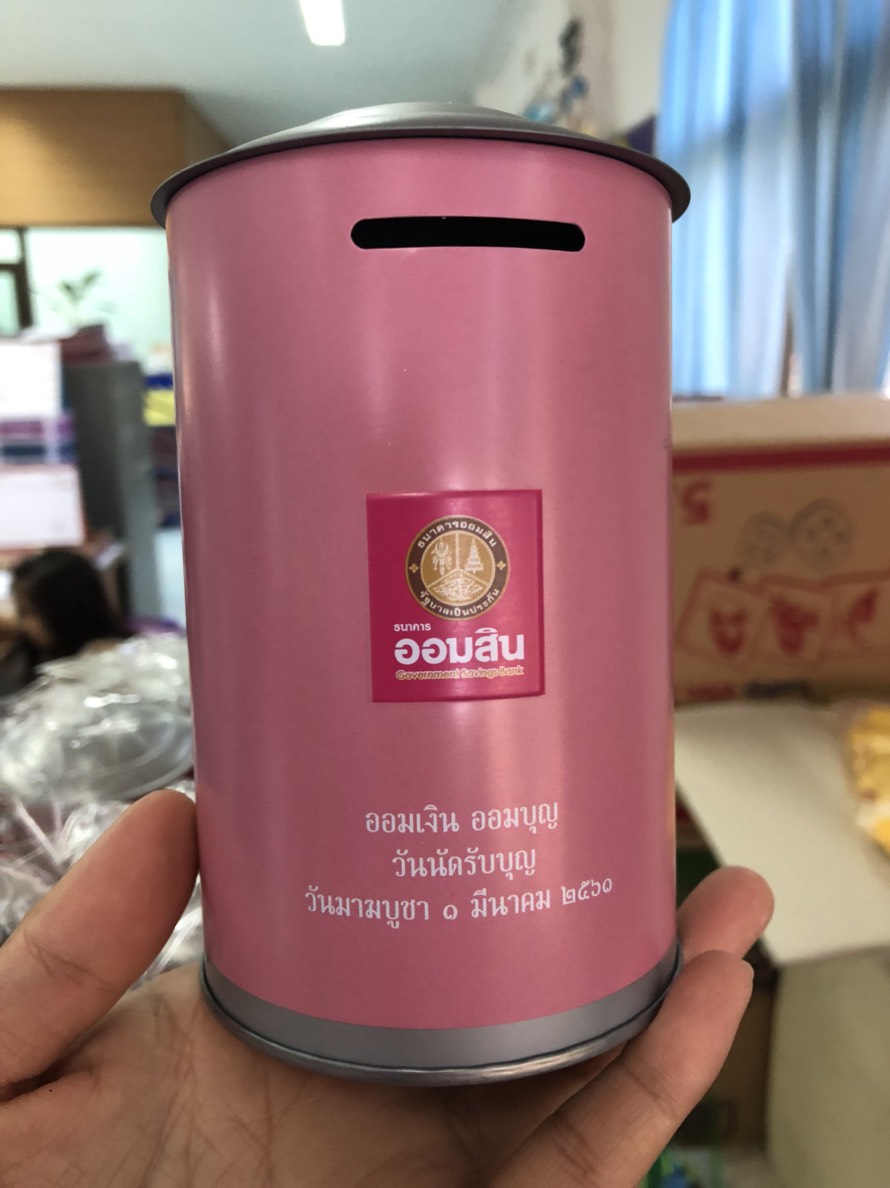 ธนาคารออมสิน
รัฐบาลเป็นประกัน
ธนาคาร
ออมสิน
Government Savings Bank
ออมเงิน ออมบุญ
วันนัดรับบุญ
วันมามบูชา ๑ มีนาคม ๒๕๖๑
5